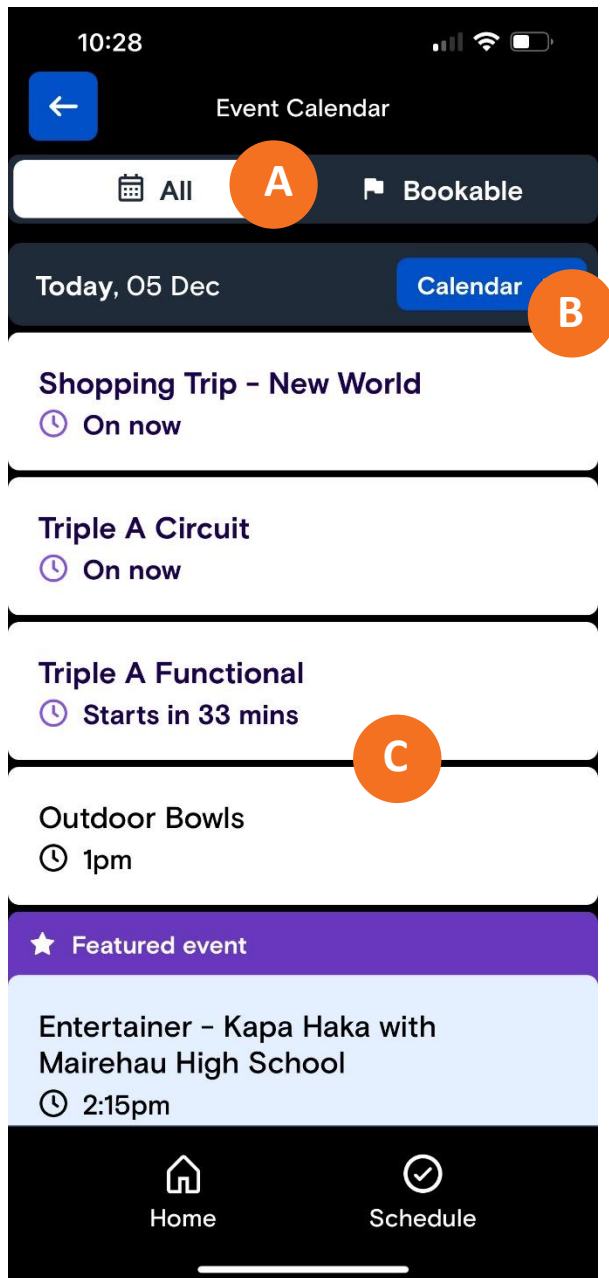 10:28
Event Calendar
All
A
Bookable
Today, 05 Dec
Calendar
B
Shopping Trip – New World
On now
Triple A Circuit
On now
Triple A Functional
Starts in 33 mins
C
Outdoor Bowls
1pm
Featured event
Entertainer – Kapa Haka with
Mairehau High School
2:15pm
Home
Schedule